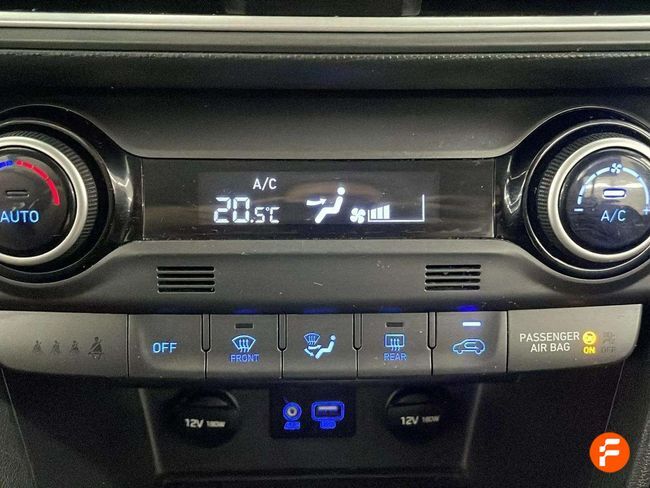 A/C
20.5°C
AUTO
A/C
OFF
FRONT
REAR
PASSENGER
AIR BAG
ON
OFF
12V 180W
12V 180W